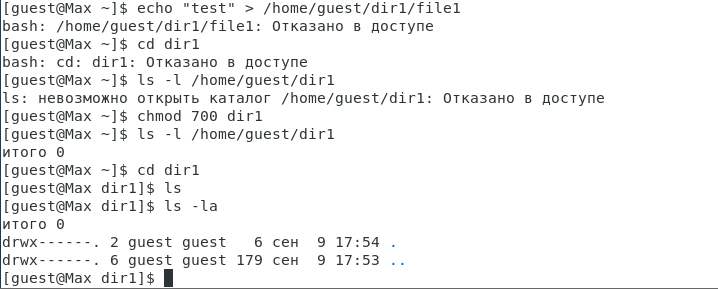 [guest@Max ~]$ echo "test" > /home/guest/dir1/file1
bash: /home/guest/dir1/file1: Отказано в доступе
[guest@Max ~]$ cd dir1
bash: cd: dir1: Отказано в доступе
[guest@Max ~]$ ls -l /home/guest/dir1
ls: невозможно открыть каталог /home/guest/dir1: Отказано в доступе
[guest@Max ~]$ chmod 700 dir1
[guest@Max ~]$ ls -l /home/guest/dir1
итого 0
[guest@Max ~]$ cd dir1
[guest@Max dir1]$ ls
[guest@Max dir1]$ ls -la
итого 0
drwx------. 2 guest guest   6 сен  9 17:54 .
drwx------. 6 guest guest 179 сен  9 17:53 ..
[guest@Max dir1]$